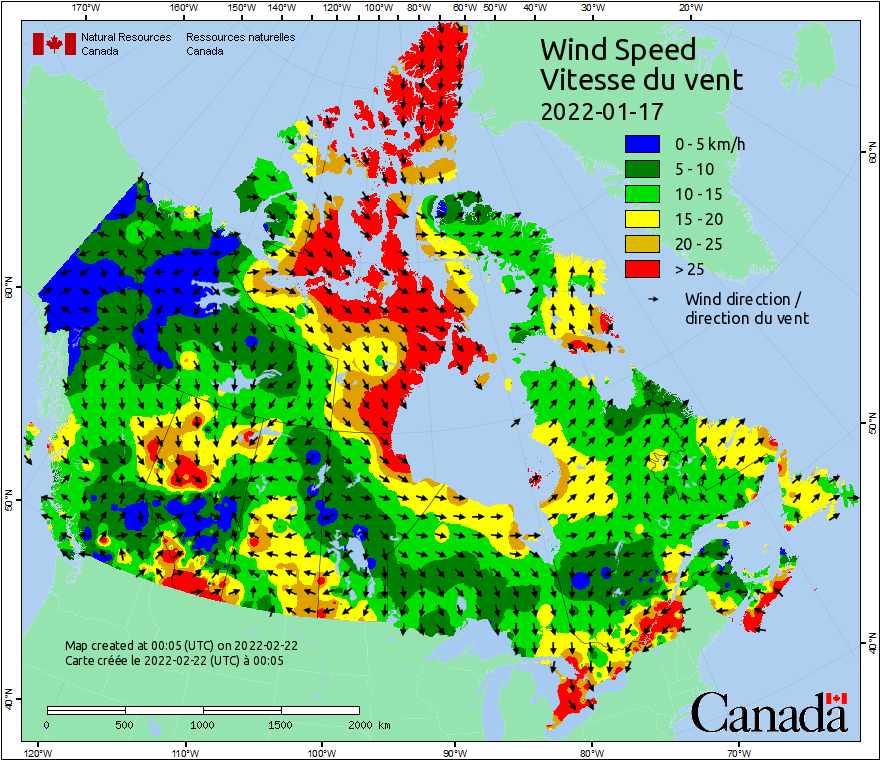 170°W 160°W 150°W 140°W 120°W 100°W 80°W 60°W 50°W 40°W 30°W 20°W
Natural Resources Ressources naturelles
Canada Canada
Wind Speed
Vitesse du vent
2022-01-17
0 - 5 km/h
5 - 10
10 - 15
15 - 20
20 - 25
> 25
Wind direction /
direction du vent
60°N
60°N
50°N
50°N
40°N
40°N
Map created at 00:05 (UTC) on 2022-02-22
Carte créée le 2022-02-22 (UTC) à 00:05
0 500 1000 1500 2000 km
Canada
120°W 110°W 100°W 90°W 80°W 70°W